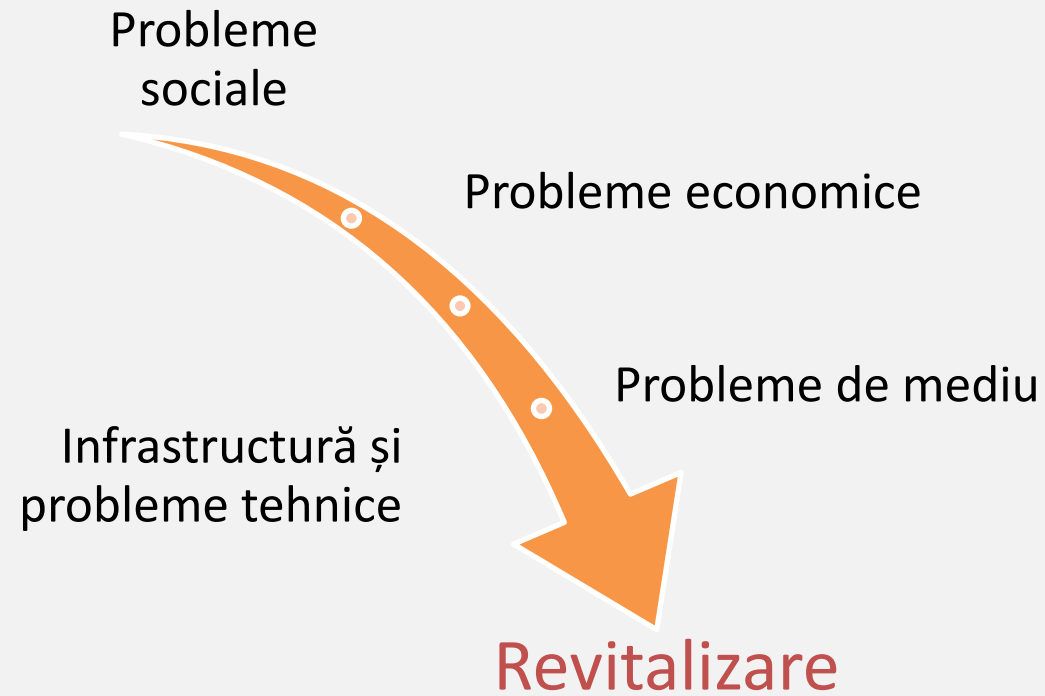 Probleme
sociale
Probleme economice
Probleme de mediu
Infrastructură și
probleme tehnice
Revitalizare